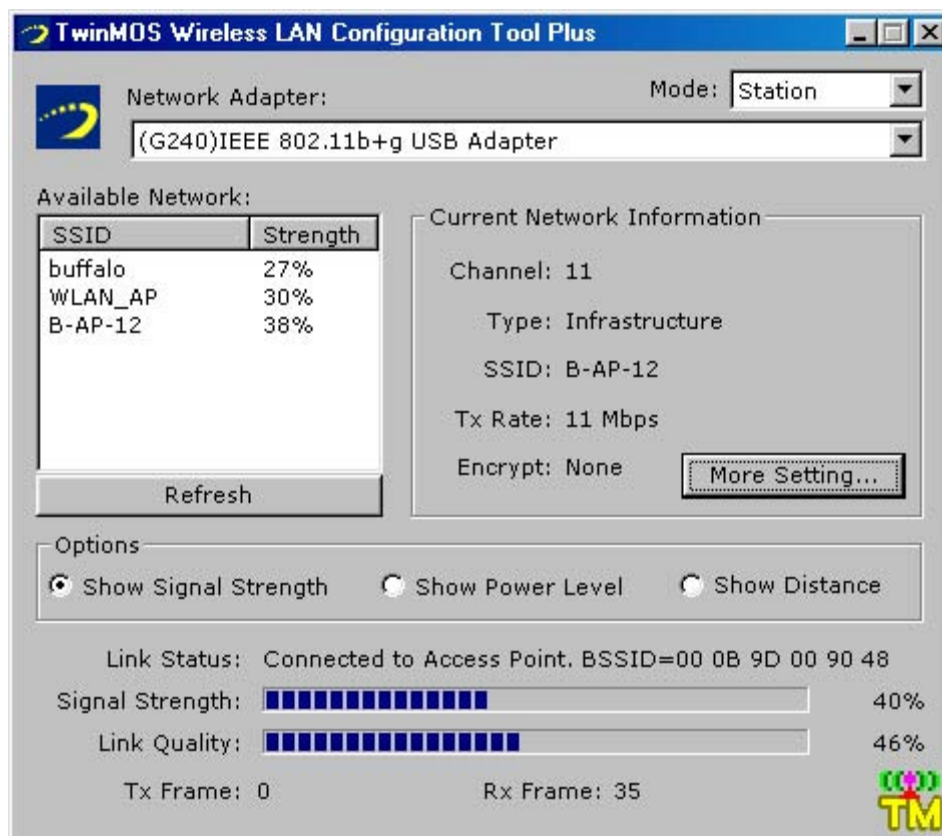 TwinMOS Wireless LAN Configuration Tool Plus
Network Adapter:
Mode: Station
(G240)IEEE 802.11b+g USB Adapter
Available Network:
SSID Strength
buffalo 27%
WLAN_AP 30%
B-AP-12 38%
Refresh
Current Network Information
Channel: 11
Type: Infrastructure
SSID: B-AP-12
Tx Rate: 11 Mbps
Encrypt: None
More Setting...
Options
Show Signal Strength Show Power Level Show Distance
Link Status: Connected to Access Point. BSSID=00 0B 9D 00 90 48
Signal Strength: 40%
Link Quality: 46%
Tx Frame: 0 Rx Frame: 35
TM